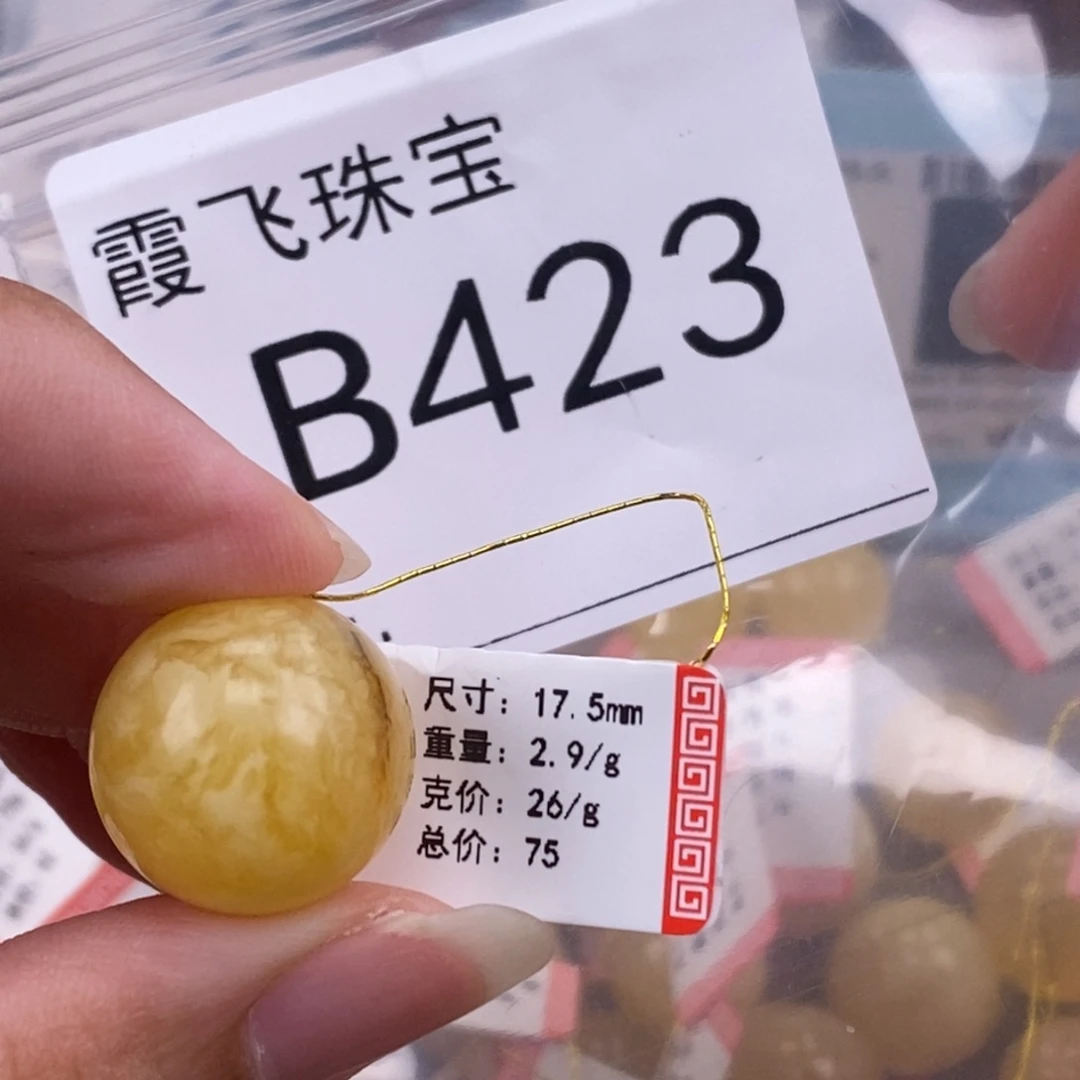 霞飞珠宝
B423
尺寸：17.5mm
重量：2.9/g
克价：26/g
总价：75